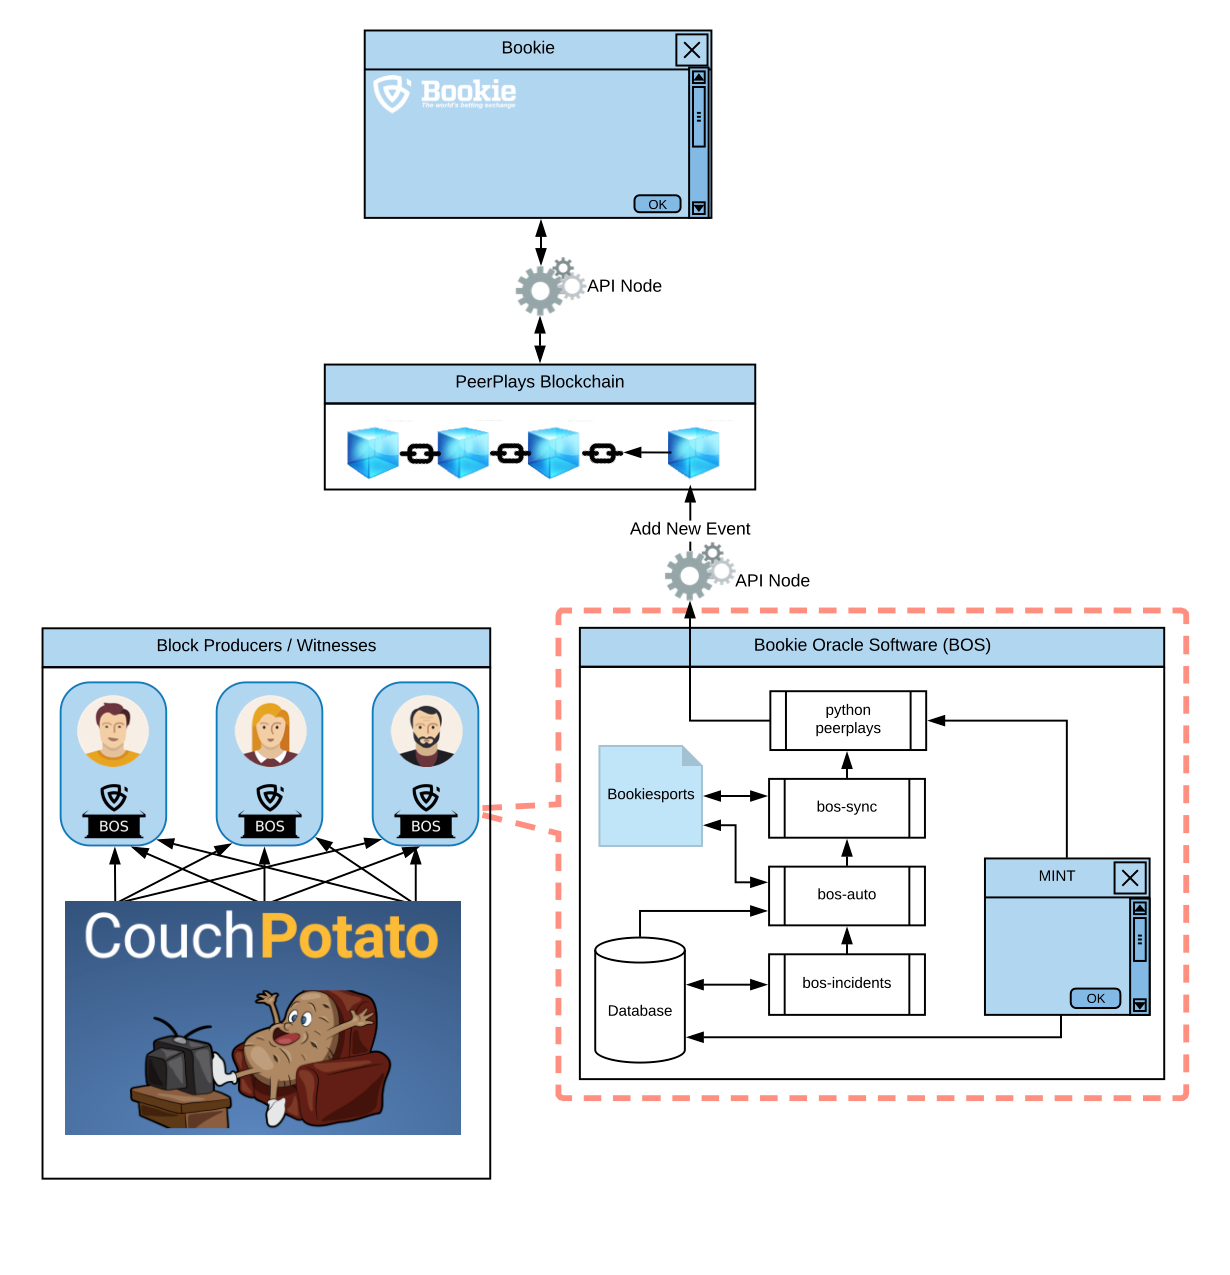 Bookie
Bookie
The world's betting exchange
OK
API Node
PeerPlays Blockchain
Add New Event
API Node
Block Producers / Witnesses
BOS
BOS
BOS
CouchPotato
Bookie Oracle Software (BOS)
python
peerplays
Bookiesports
bos-sync
bos-auto
MINT
bos-incidents
Database
OK